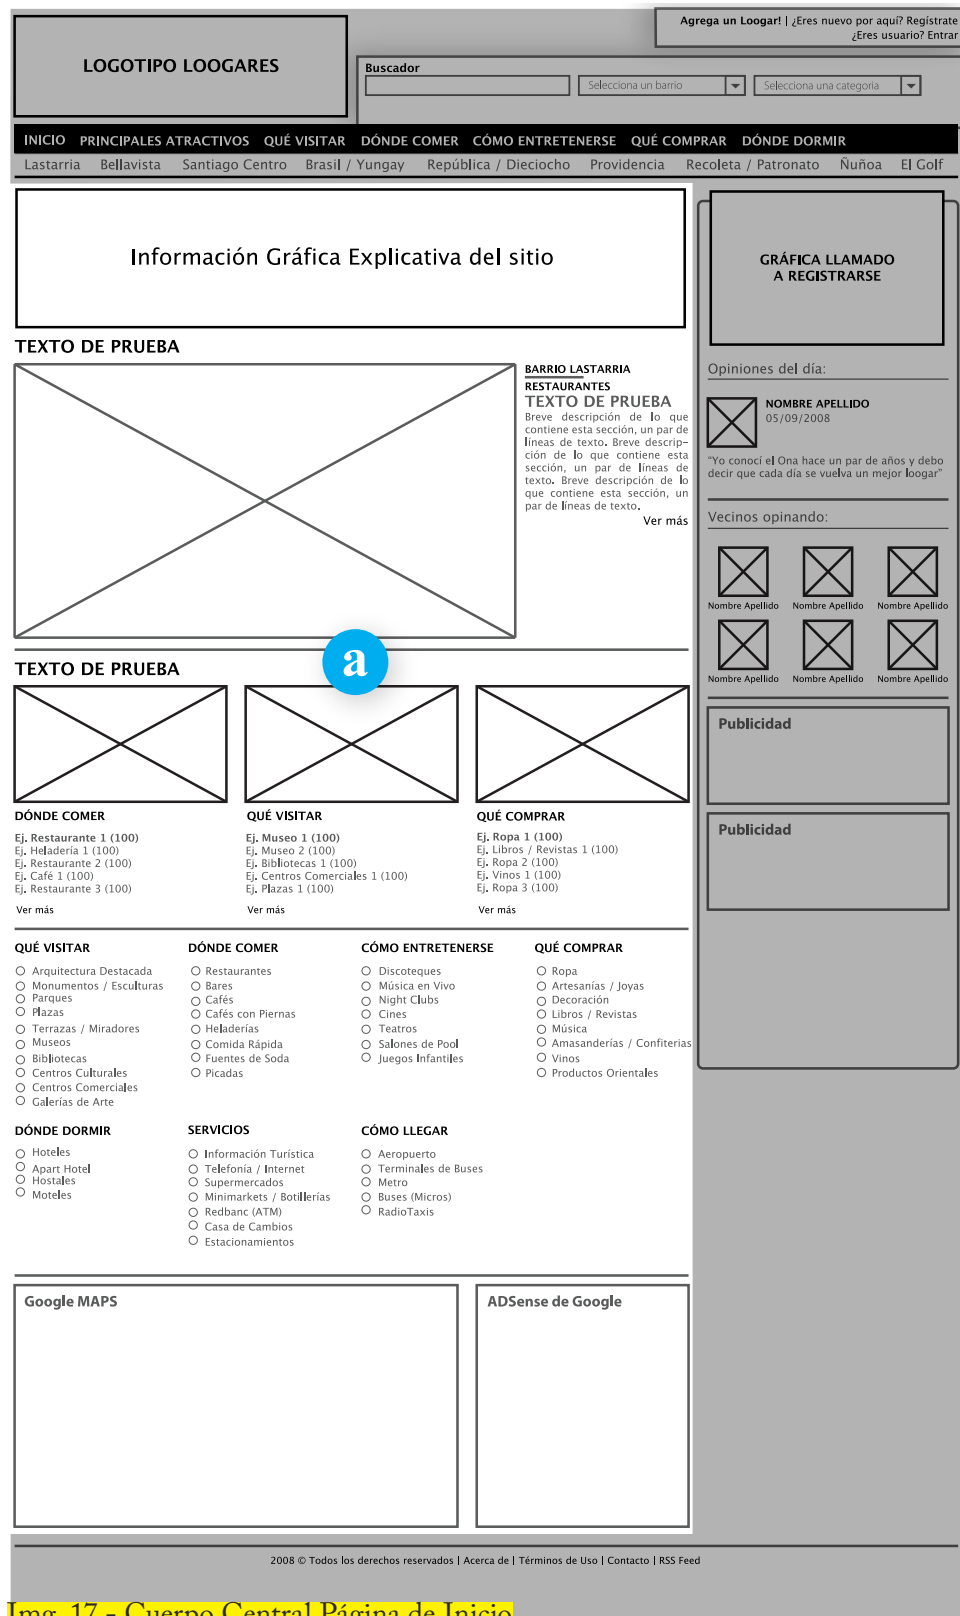 Agrega un Loogar! | ¿Eres nuevo por aquí? Regístrate
¿Eres usuario? Entrar
LOGOTIPO LOOGARES
Buscador
Selecciona un barrio
Selecciona una categoria
INICIO PRINCIPALES ATRACTIVOS QUÉ VISITAR DÓNDE COMER CÓMO ENTRETENERSE QUÉ COMPRAR DÓNDE DORMIR
Lastarria Bellavista Santiago Centro Brasil / Yungay República / Dieciocho Providencia Recoleta / Patronato Ñuñoa El Golf
Información Gráfica Explicativa del sitio
TEXTO DE PRUEBA
BARRIO LASTARRIA
RESTAURANTES
TEXTO DE PRUEBA
Breve descripción de lo que
contiene esta sección, un par de
líneas de texto. Breve descrip-
ción de lo que contiene esta
sección, un par de líneas de
texto. Breve descripción de lo
que contiene esta sección, un
par de líneas de texto.
Ver más
a
TEXTO DE PRUEBA
DÓNDE COMER
Ej. Restaurante 1 (100)
Ej. Heladería 1 (100)
Ej. Restaurante 2 (100)
Ej. Café 1 (100)
Ej. Restaurante 3 (100)
Ver más
QUÉ VISITAR
Ej. Museo 1 (100)
Ej. Museo 2 (100)
Ej. Bibliotecas 1 (100)
Ej. Centros Comerciales 1 (100)
Ej. Plazas 1 (100)
Ver más
QUÉ COMPRAR
Ej. Ropa 1 (100)
Ej. Libros / Revistas 1 (100)
Ej. Ropa 2 (100)
Ej. Vinos 1 (100)
Ej. Ropa 3 (100)
Ver más
QUÉ VISITAR
Arquitectura Destacada
Monumentos / Esculturas
Parques
Plazas
Terrazas / Miradores
Museos
Bibliotecas
Centros Culturales
Centros Comerciales
Galerías de Arte
DÓNDE COMER
Restaurantes
Bares
Cafés
Cafés con Piernas
Heladerías
Comida Rápida
Fuentes de Soda
Picadas
CÓMO ENTRETENERSE
Discoteques
Música en Vivo
Night Clubs
Cines
Teatros
Salones de Pool
Juegos Infantiles
QUÉ COMPRAR
Ropa
Artesanías / Joyas
Decoración
Libros / Revistas
Música
Amasanderías / Confiterias
Vinos
Productos Orientales
DÓNDE DORMIR
Hoteles
Apart Hotel
Hostales
Moteles
SERVICIOS
Información Turística
Telefonía / Internet
Supermercados
Minimarkets / Botillerías
Redbanc (ATM)
Casa de Cambios
Estacionamientos
CÓMO LLEGAR
Aeropuerto
Terminales de Buses
Metro
Buses (Micros)
RadioTaxis
Google MAPS
ADSense de Google
GRÁFICA LLAMADO
A REGISTRARSE
Opiniones del día:
NOMBRE APELLIDO
05/09/2008
"Yo conocí el Ona hace un par de años y debo
decir que cada día se vuelva un mejor loogar"
Vecinos opinando:
Nombre Apellido Nombre Apellido Nombre Apellido
Nombre Apellido Nombre Apellido Nombre Apellido
Publicidad
Publicidad
2008 © Todos los derechos reservados | Acerca de | Términos de Uso | Contacto | RSS Feed
Img. 17 - Cuerpo Central Página de Inicio